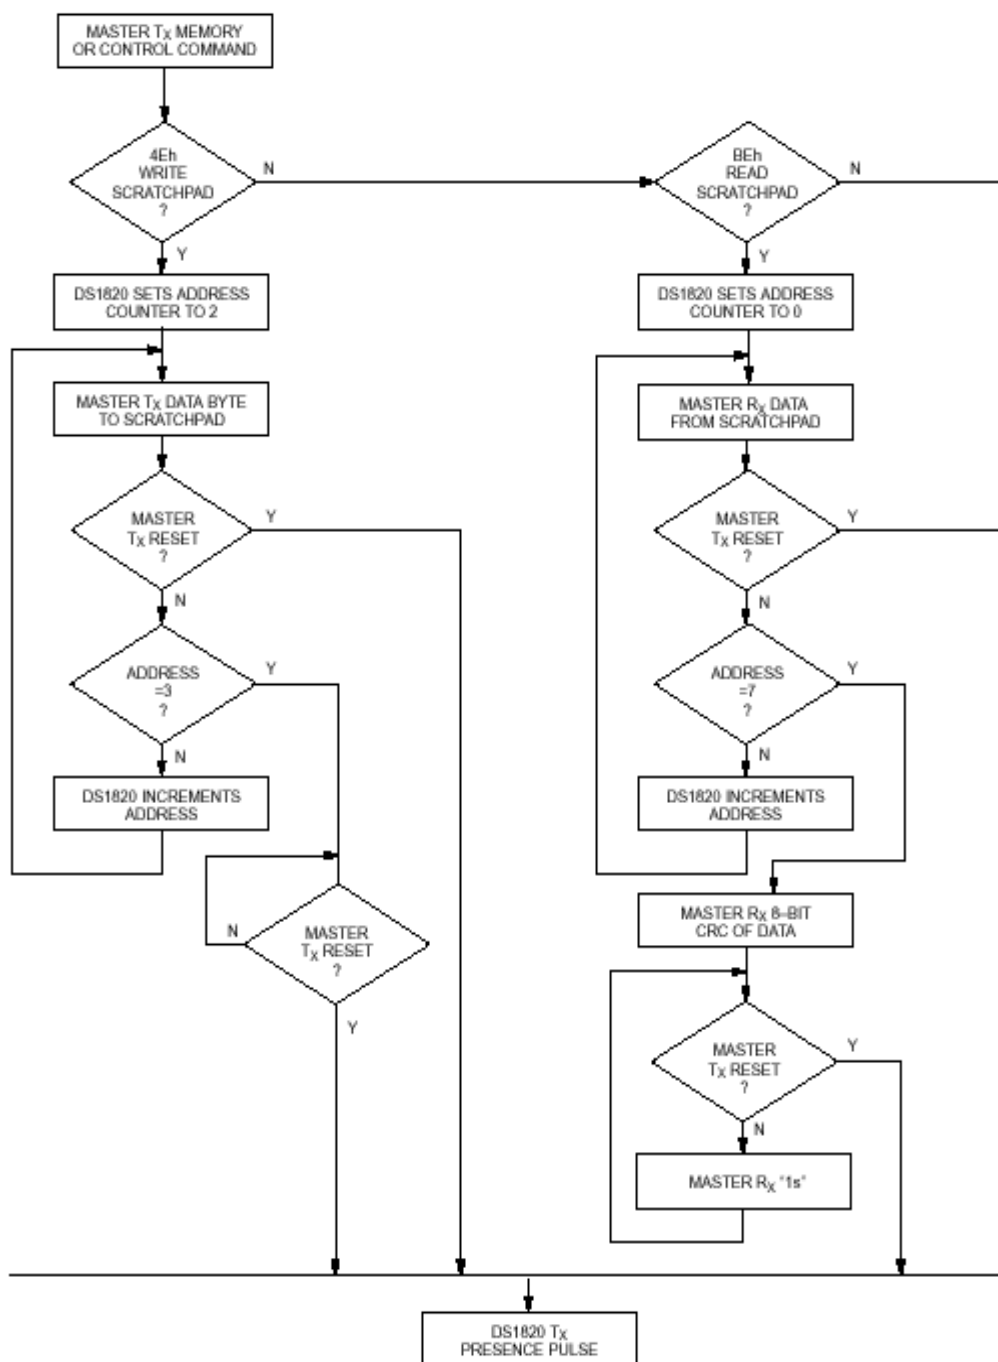 MASTER TX MEMORY
OR CONTROL COMMAND
4Eh
WRITE
SCRATCHPAD
?
N
Y
DS1820 SETS ADDRESS
COUNTER TO 2
MASTER TX DATA BYTE
TO SCRATCHPAD
MASTER
TX RESET
?
Y
N
ADDRESS
=3
?
Y
N
DS1820 INCREMENTS
ADDRESS
MASTER
TX RESET
?
N
Y
BEh
READ
SCRATCHPAD
?
N
Y
DS1820 SETS ADDRESS
COUNTER TO 0
MASTER RX DATA
FROM SCRATCHPAD
MASTER
TX RESET
?
Y
N
ADDRESS
=7
?
Y
N
DS1820 INCREMENTS
ADDRESS
MASTER RX 8–BIT
CRC OF DATA
MASTER
TX RESET
?
Y
N
MASTER RX "1s"
DS1820 TX
PRESENCE PULSE